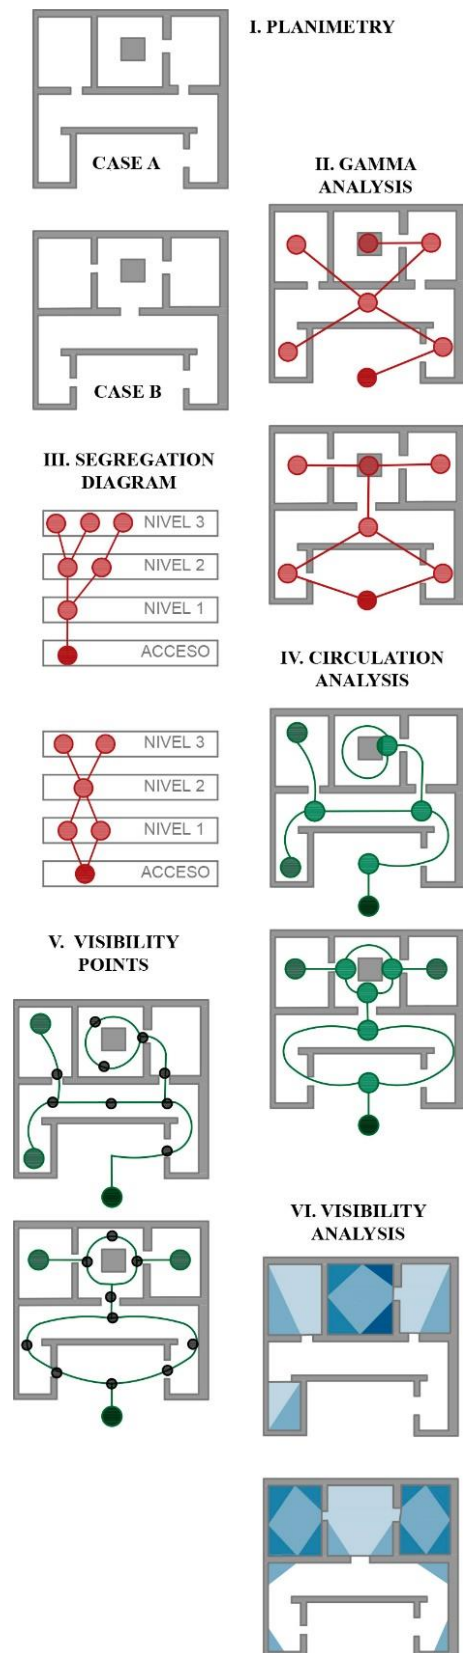 I. PLANIMETRY
CASE A
II. GAMMA
ANALYSIS
CASE B
III. SEGREGATION
DIAGRAM
NIVEL 3
NIVEL 2
NIVEL 1
ACCESO
IV. CIRCULATION
ANALYSIS
NIVEL 3
NIVEL 2
NIVEL 1
ACCESO
V. VISIBILITY
POINTS
VI. VISIBILITY
ANALYSIS